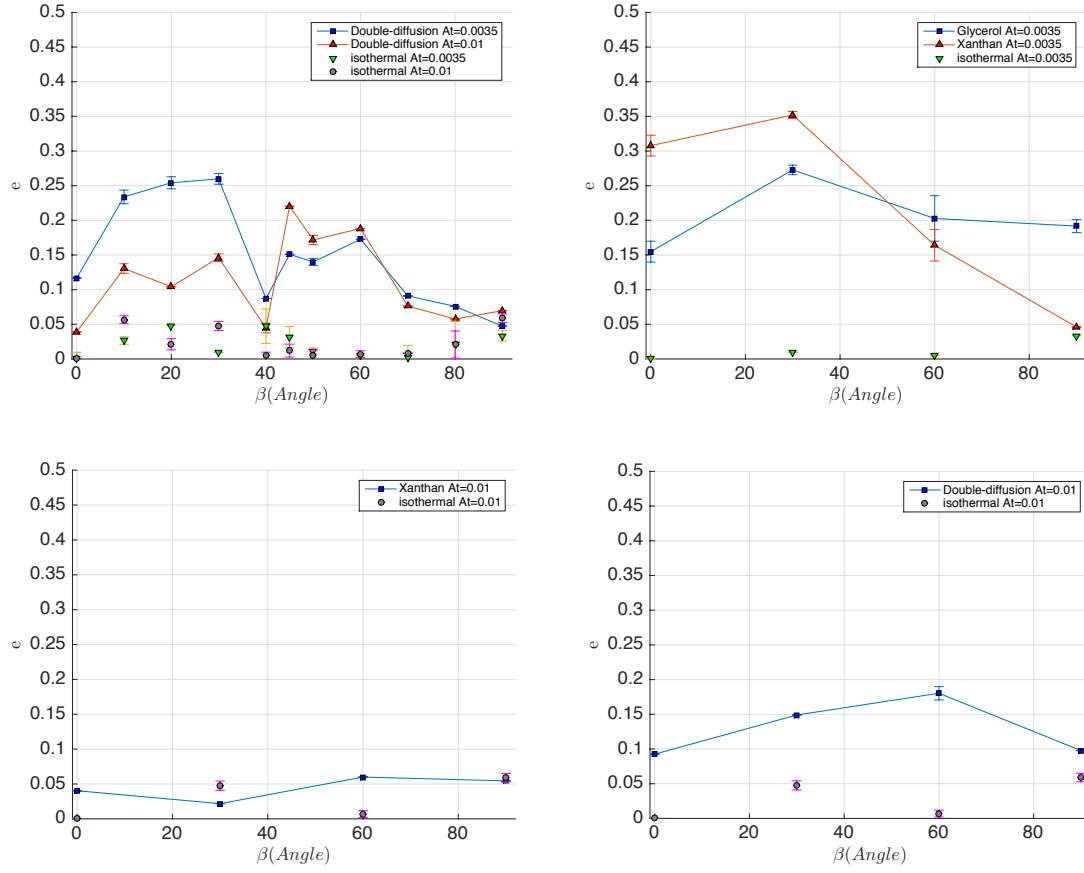 0.5
0.45
0.4
0.35
0.3
0.25
0.2
0.15
0.1
0.05
0
e
0 20 40 60 80
β(Angle)
Double-diffusion At=0.0035
Double-diffusion At=0.01
isothermal At=0.0035
isothermal At=0.01
0.5
0.45
0.4
0.35
0.3
0.25
0.2
0.15
0.1
0.05
0
e
0 20 40 60 80
β(Angle)
Glycerol At=0.0035
Xanthan At=0.0035
isothermal At=0.0035
0.5
0.45
0.4
0.35
0.3
0.25
0.2
0.15
0.1
0.05
0
e
0 20 40 60 80
β(Angle)
Xanthan At=0.01
isothermal At=0.01
0.5
0.45
0.4
0.35
0.3
0.25
0.2
0.15
0.1
0.05
0
e
0 20 40 60 80
β(Angle)
Double-diffusion At=0.01
isothermal At=0.01